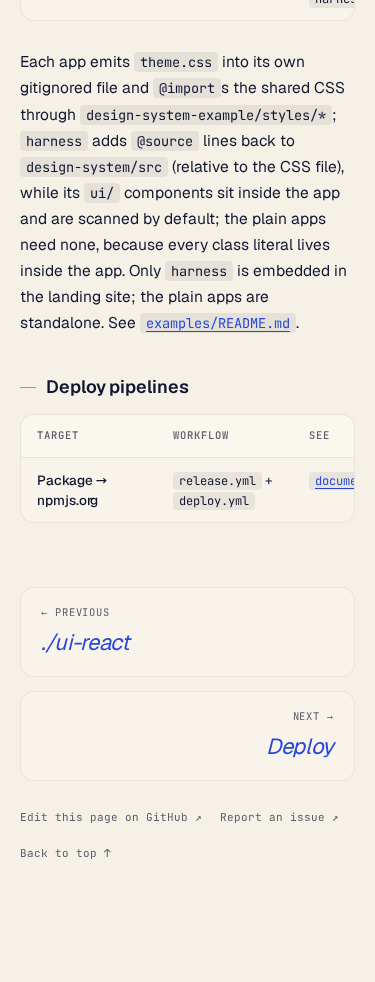 Each app emits theme.css into its own
gitignored file and @imports the shared CSS
through design-system-example/styles/* ;
harness adds @source lines back to
design-system/src (relative to the CSS file),
while its ui/ components sit inside the app
and are scanned by default; the plain apps
need none, because every class literal lives
inside the app. Only harness is embedded in
the landing site; the plain apps are
standalone. See examples/README.md.
— Deploy pipelines
TARGET WORKFLOW SEE
Package → release.yml + docume
npmjs.org deploy.yml
← PREVIOUS
./ui-react
NEXT →
Deploy
Edit this page on GitHub ↗ Report an issue ↗
Back to top ↑